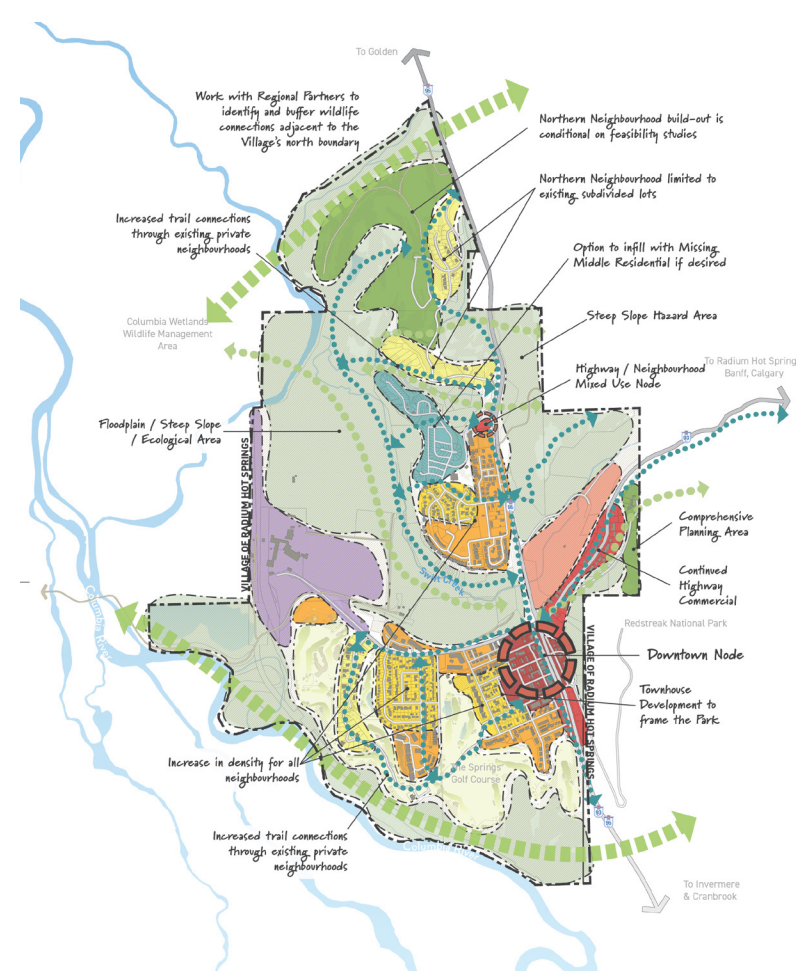 To Golden
Work with Regional Partners to
identify and buffer wildlife
connections adjacent to the
Village's north boundary
Northern Neighbourhood build-out is
conditional on feasibility studies
Northern Neighbourhood limited to
existing subdivided lots
Increased trail connections
through existing private
neighbourhoods
Option to infill with Missing
Middle Residential if desired
Columbia Wetlands
Wildlife Management
Area
Steep Slope Hazard Area
To Radium Hot Spring
Banff, Calgary
Highway / Neighbourhood
Mixed Use Node
Floodplain / Steep Slope
/ Ecological Area
VILLAGE OF RADIUM HOT SPRINGS
Comprehensive
Planning Area
Swift Creek
Continued
Highway
Commercial
Columbia River
Redstreak National Park
VILLAGE OF RADIUM HOT SPRINGS
Downtown Node
Townhouse
Development to
frame the Park
Increase in density for all
neighbourhoods
The Springs
Golf Course
Increased trail connections
through existing private
neighbourhoods
Columbia River
To Invermere
& Cranbrook